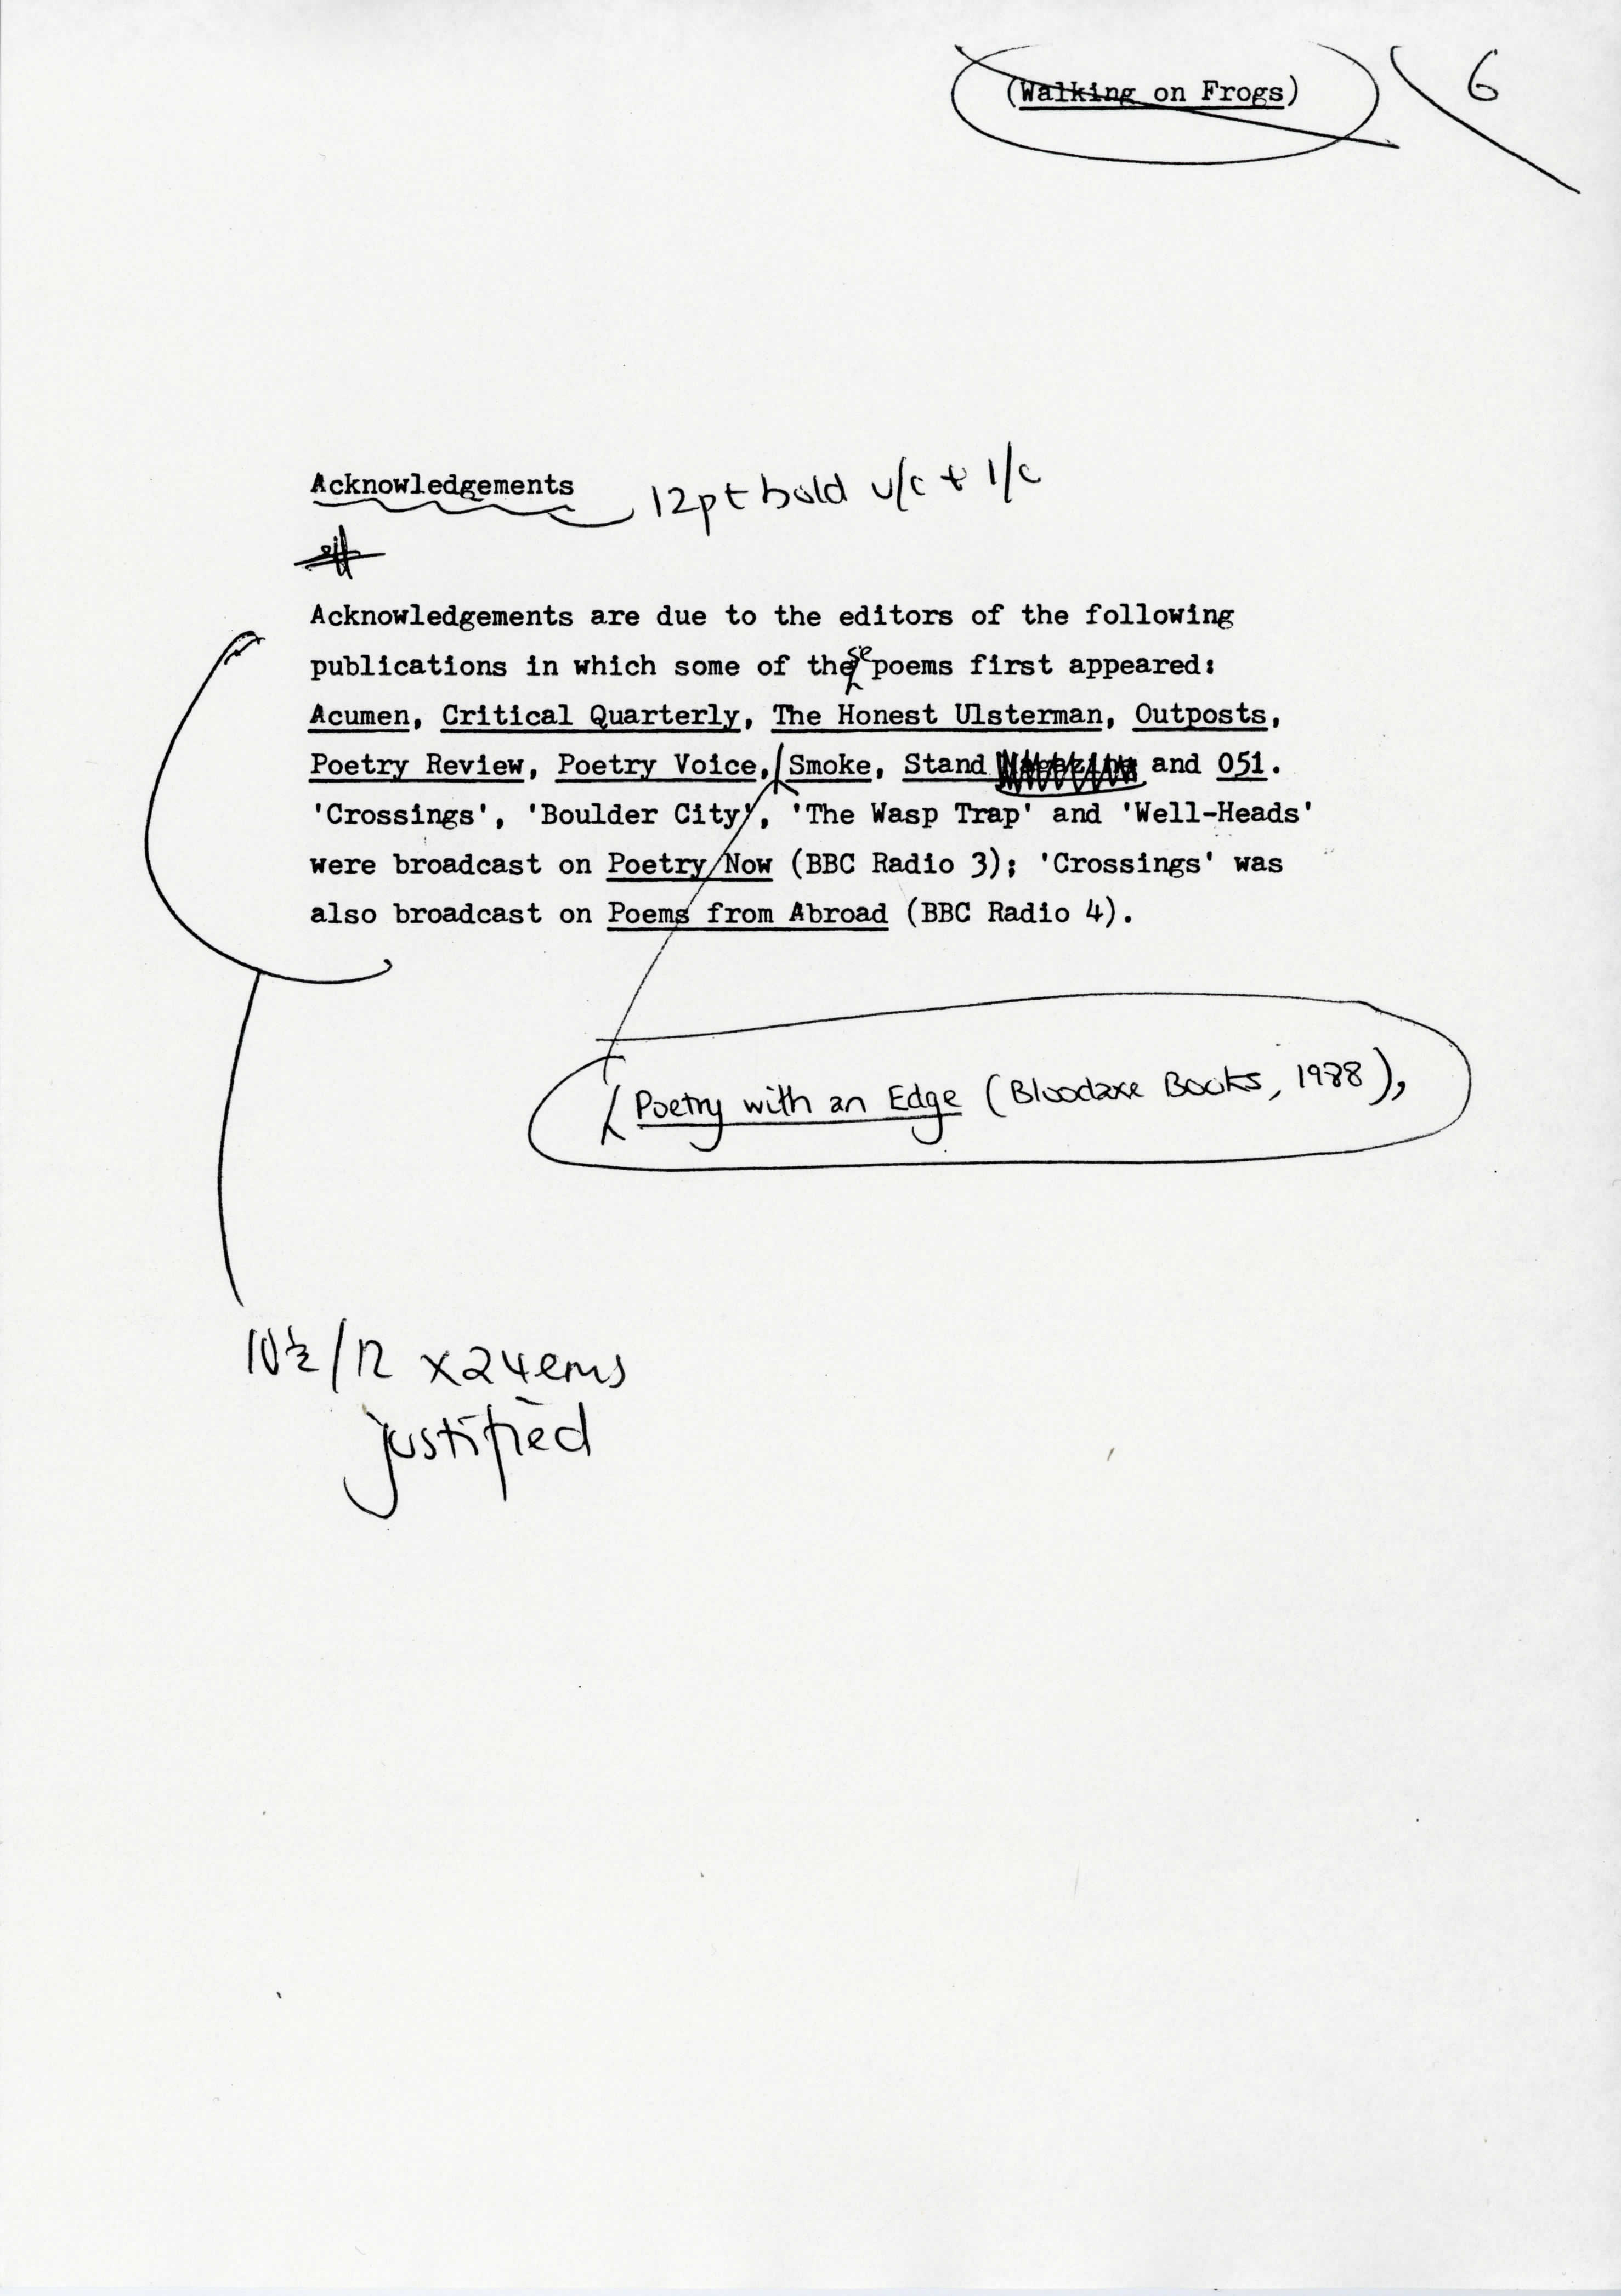 (Walking on Frogs)
6
Acknowledgements
12pt bold u/c + l/c
Acknowledgements are due to the editors of the following
publications in which some of these poems first appeared:
Acumen, Critical Quarterly, The Honest Ulsterman, Outposts,
Poetry Review, Poetry Voice, Smoke, Stand and 051.
'Crossings', 'Boulder City', 'The Wasp Trap' and 'Well-Heads'
were broadcast on Poetry Now (BBC Radio 3); 'Crossings' was
also broadcast on Poems from Abroad (BBC Radio 4).
Poetry with an Edge (Bloodaxe Books, 1988),
10½/12 x24ems
justified